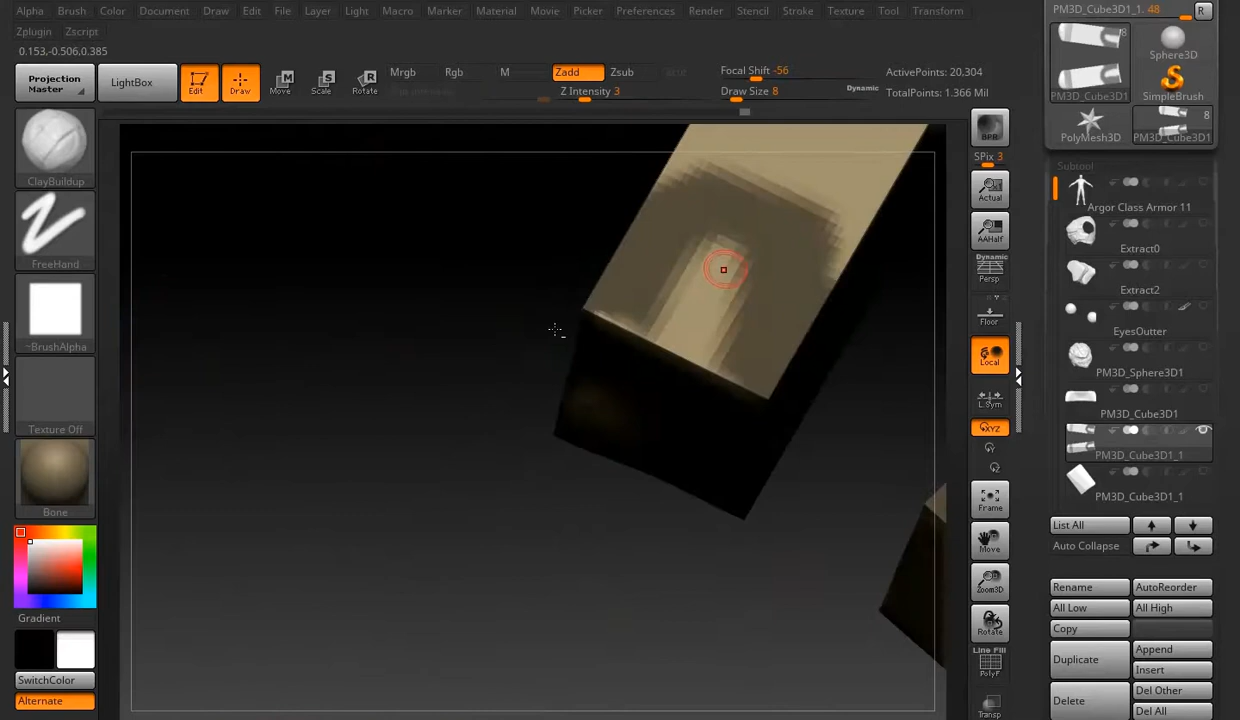 Alpha Brush Color Document Draw Edit File Layer Light Macro Marker Material Movie Picker Preferences Render Stencil Stroke Texture Tool Transform
Zplugin Zscript
0.153,-0.506,0.385
Projection Master
LightBox
Edit
Draw
Move
Scale
Rotate
Mrgb
Rgb
M
Zadd
Zsub
Z Intensity 3
Focal Shift -56
Draw Size 8
Dynamic
ActivePoints: 20,304
TotalPoints: 1.366 Mil
ClayBuildup
FreeHand
~BrushAlpha
Texture Off
Bone
Gradient
SwitchColor
Alternate
BPR
SPix 3
Actual
AAHalf
Dynamic
Persp
Floor
Local
L.Sym
XYZ
Frame
Move
Zoom3D
Rotate
Line Fill
PolyF
Transp
PM3D_Cube3D1_1. 48
R
8
PM3D_Cube3D1
Sphere3D
SimpleBrush
PolyMesh3D
8
PM3D_Cube3D1
Subtool
Argor Class Armor 11
Extract0
Extract2
EyesOutter
PM3D_Sphere3D1
PM3D_Cube3D1
PM3D_Cube3D1_1
PM3D_Cube3D1_1
List All
Auto Collapse
Rename
AutoReorder
All Low
All High
Copy
Duplicate
Append
Insert
Delete
Del Other
Del All